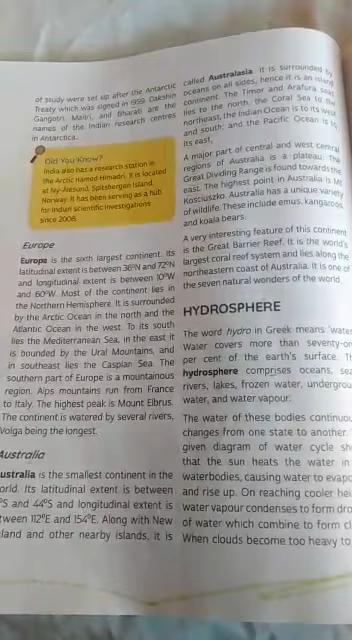 of study were set up after the Antarctic
Treaty which was signed in 1959. Dakshin
Gangotri, Maitri, and Bharati are the
names of the Indian research centres
in Antarctica.
Did You Know?
India also has a research station in
the Arctic named Himadri. It is located
at Ny-Ålesund, Spitsbergen Island,
Norway. It has been serving as a hub
for Indian scientific investigations
since 2008.
Europe
Europe is the sixth largest continent. Its
latitudinal extent is between 36°N and 72°N
and longitudinal extent is between 10°W
and 60°W. Most of the continent lies in
the Northern Hemisphere. It is surrounded
by the Arctic Ocean in the north and the
Atlantic Ocean in the west. To its south
lies the Mediterranean Sea, in the east it
is bounded by the Ural Mountains, and
in southeast lies the Caspian Sea. The
southern part of Europe is a mountainous
region. Alps mountains run from France
to Italy. The highest peak is Mount Elbrus.
The continent is watered by several rivers,
Volga being the longest.
Australia
ustralia is the smallest continent in the
orld. Its latitudinal extent is between
°S and 44°S and longitudinal extent is
tween 112°E and 154°E. Along with New
land and other nearby islands, it is
called Australasia. It is surrounded by
oceans on all sides, hence it is an island
continent. The Timor and Arafura seas
lies to the north, the Coral Sea to the
northeast, the Indian Ocean is to its west
and south; and the Pacific Ocean is to
its east.
A major part of central and west central
regions of Australia is a plateau. The
Great Dividing Range is found towards the
east. The highest point in Australia is Mt
Kosciuszko. Australia has a unique variety
of wildlife. These include emus, kangaroos,
and koala bears.
A very interesting feature of this continent
is the Great Barrier Reef. It is the world's
largest coral reef system and lies along the
northeastern coast of Australia. It is one of
the seven natural wonders of the world.
HYDROSPHERE
The word hydro in Greek means 'water
Water covers more than seventy-on
per cent of the earth's surface. Th
hydrosphere comprises oceans, sea
rivers, lakes, frozen water, undergrou
water, and water vapour.
The water of these bodies continuou
changes from one state to another.
given diagram of water cycle sh
that the sun heats the water in
waterbodies, causing water to evapo
and rise up. On reaching cooler hei
water vapour condenses to form dro
of water which combine to form cl
When clouds become too heavy to